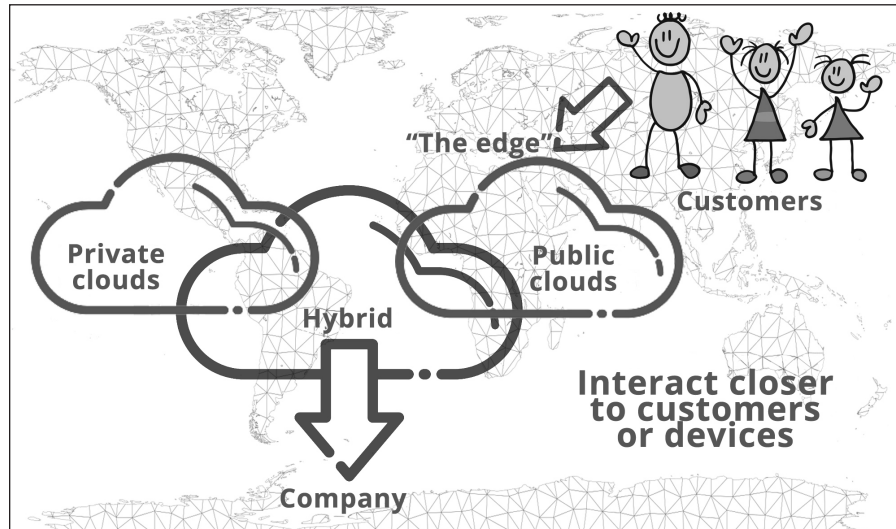 “The edge”
Customers
Private
clouds
Public
clouds
Hybrid
Interact closer
to customers
or devices
Company